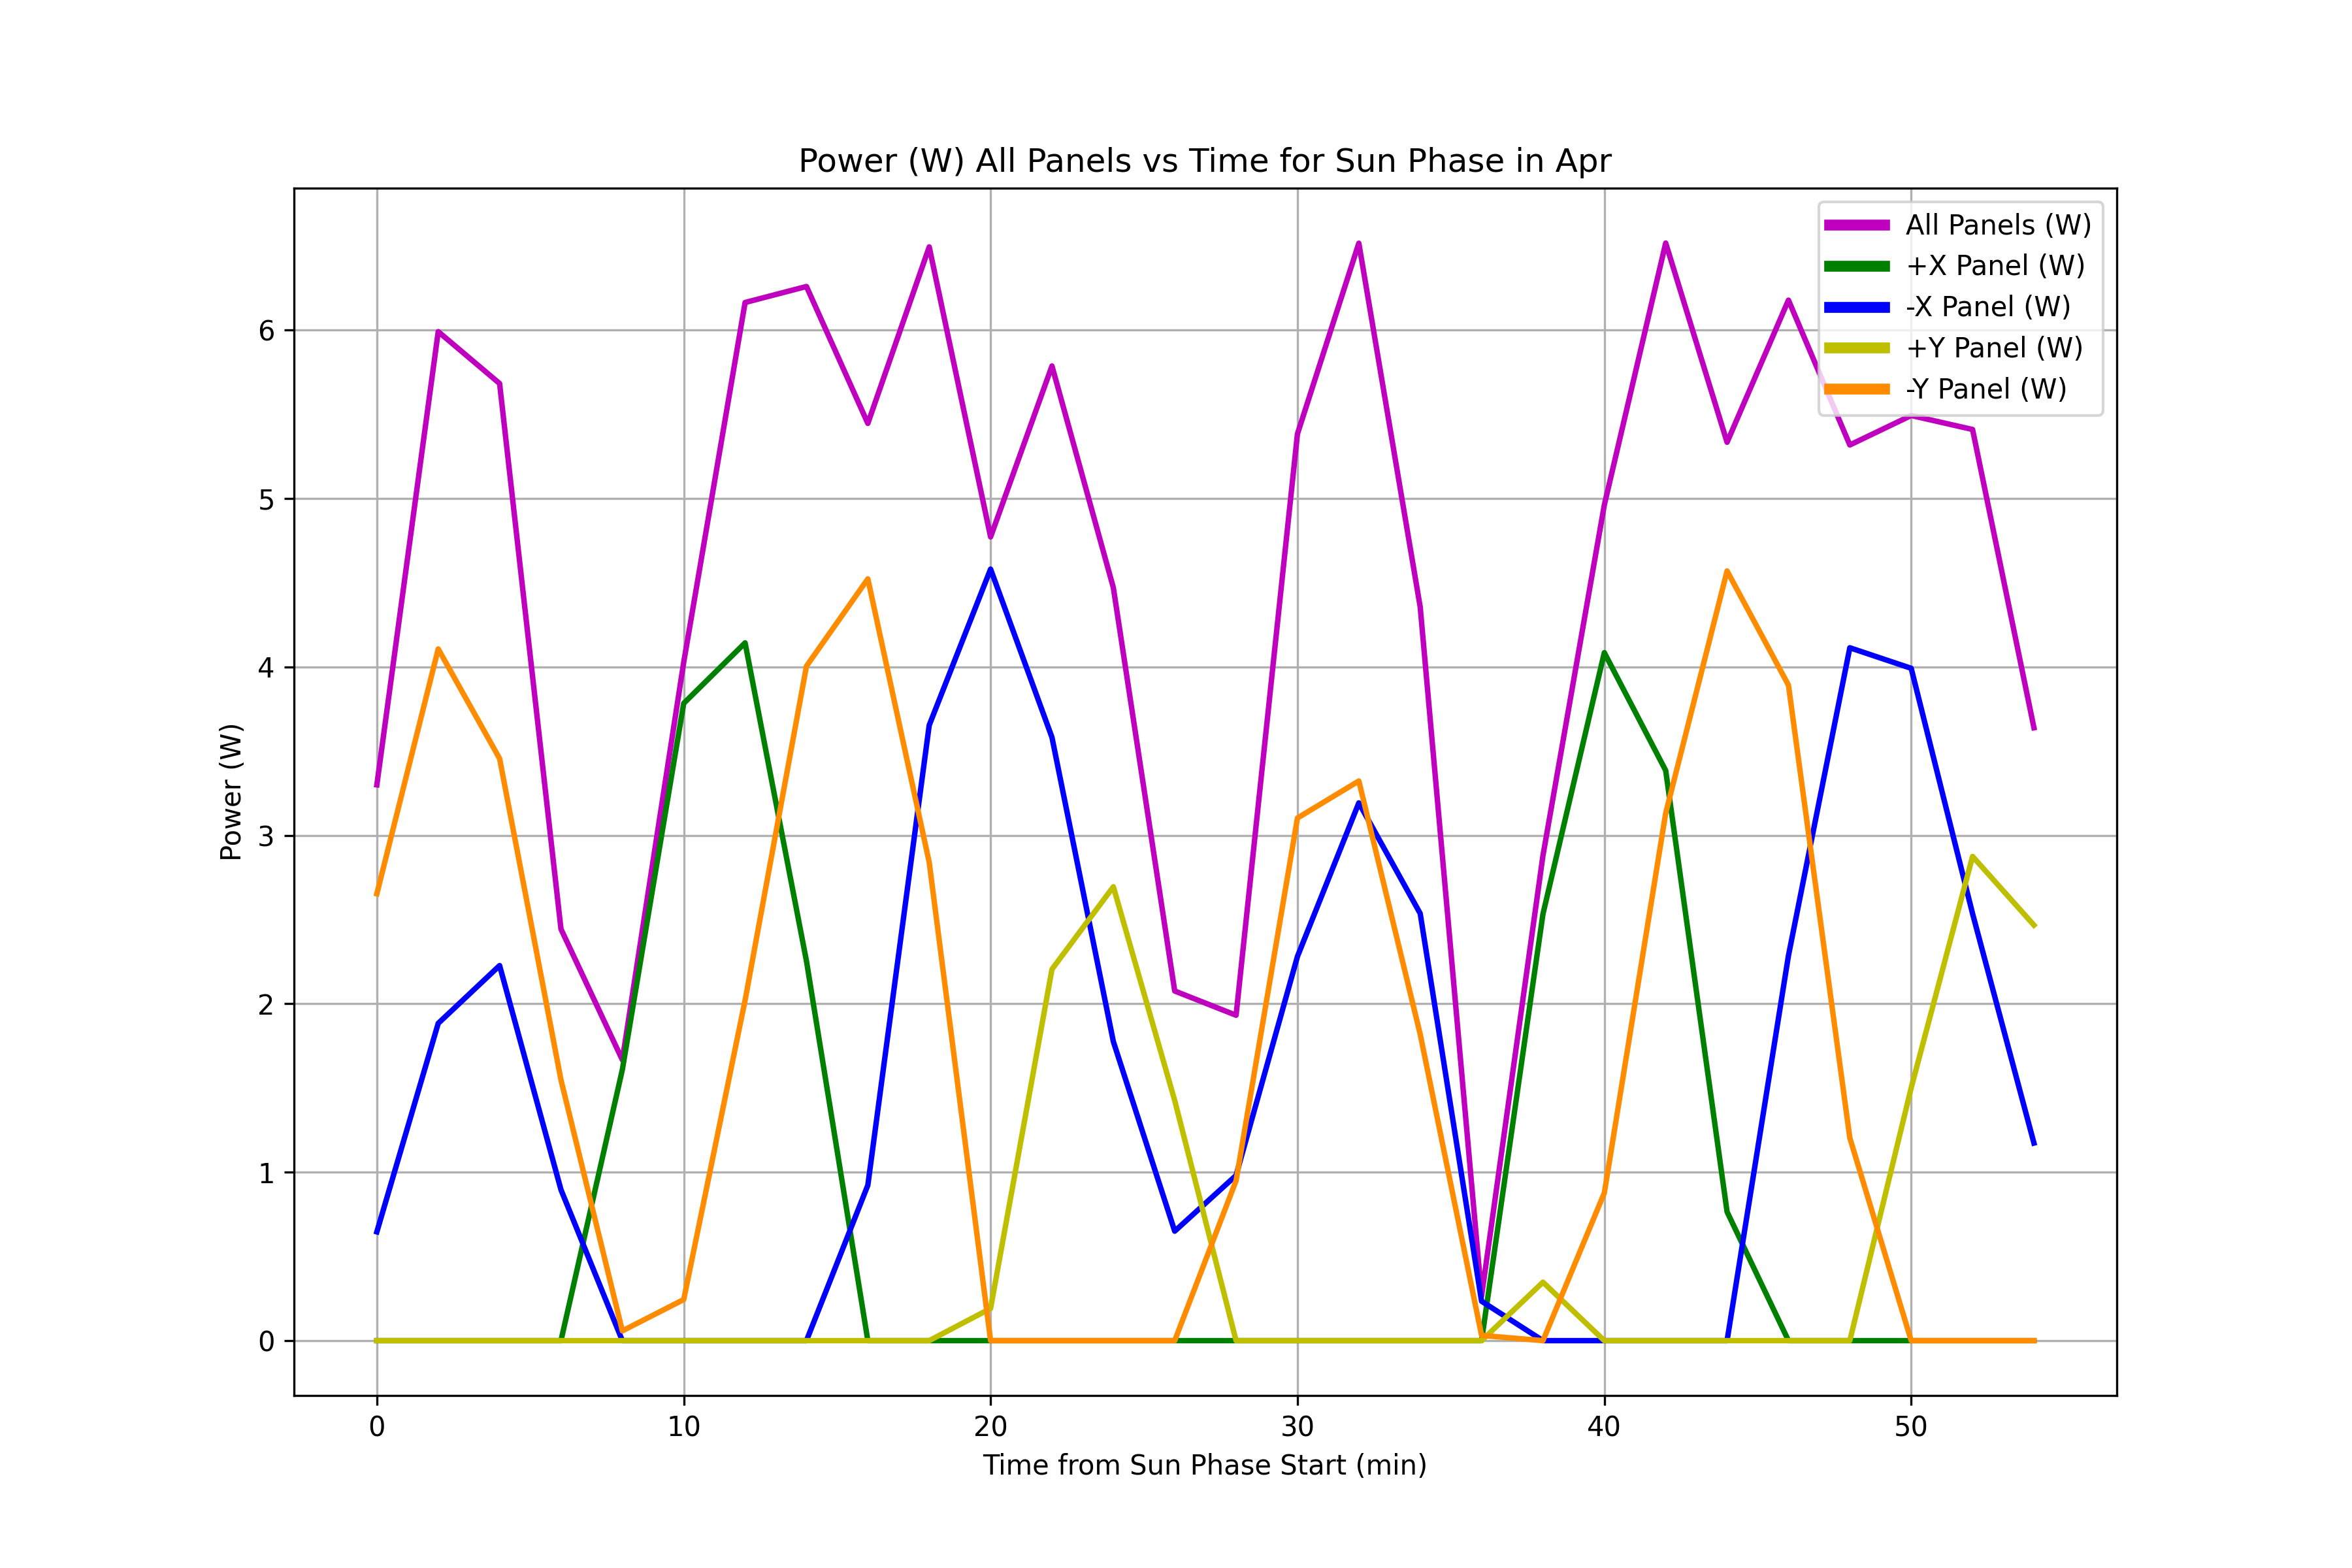 Power (W) All Panels vs Time for Sun Phase in Apr
All Panels (W)
+X Panel (W)
-X Panel (W)
+Y Panel (W)
-Y Panel (W)
6
5
4
3
2
1
0
Power (W)
0 10 20 30 40 50
Time from Sun Phase Start (min)